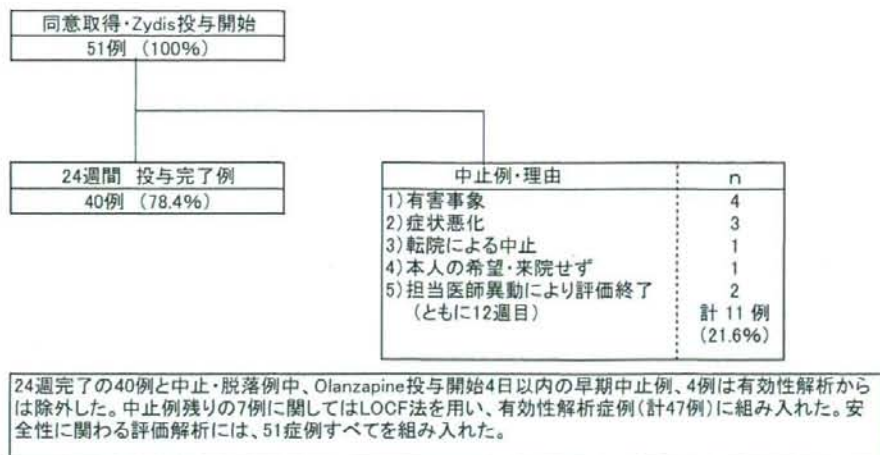 同意取得・Zydis投与開始
51例 (100%)
24週間 投与完了例
40例 (78.4%)
中止例・理由 n
1)有害事象 4
2)症状悪化 3
3)転院による中止 1
4)本人の希望・来院せず 1
5)担当医師異動により評価終了 2
(ともに12週目) 計 11 例
(21.6%)
24週完了の40例と中止・脱落例中、Olanzapine投与開始4日以内の早期中止例、4例は有効性解析から
は除外した。中止例残りの7例に関してはLOCF法を用い、有効性解析症例(計47例)に組み入れた。安
全性に関わる評価解析には、51症例すべてを組み入れた。